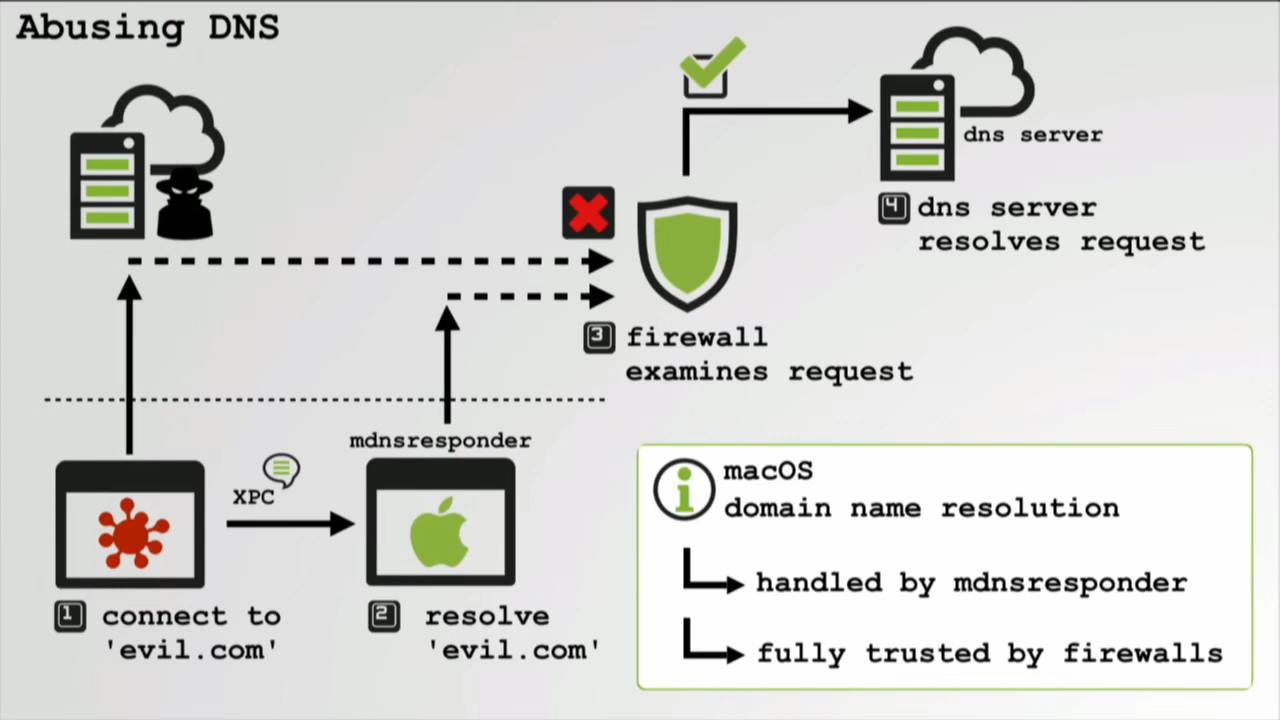 Abusing DNS
dns server
4 dns server
resolves request
3 firewall
examines request
mdnsresponder
XPC
1 connect to
'evil.com'
2 resolve
'evil.com'
i macOS
domain name resolution
handled by mdnsresponder
fully trusted by firewalls